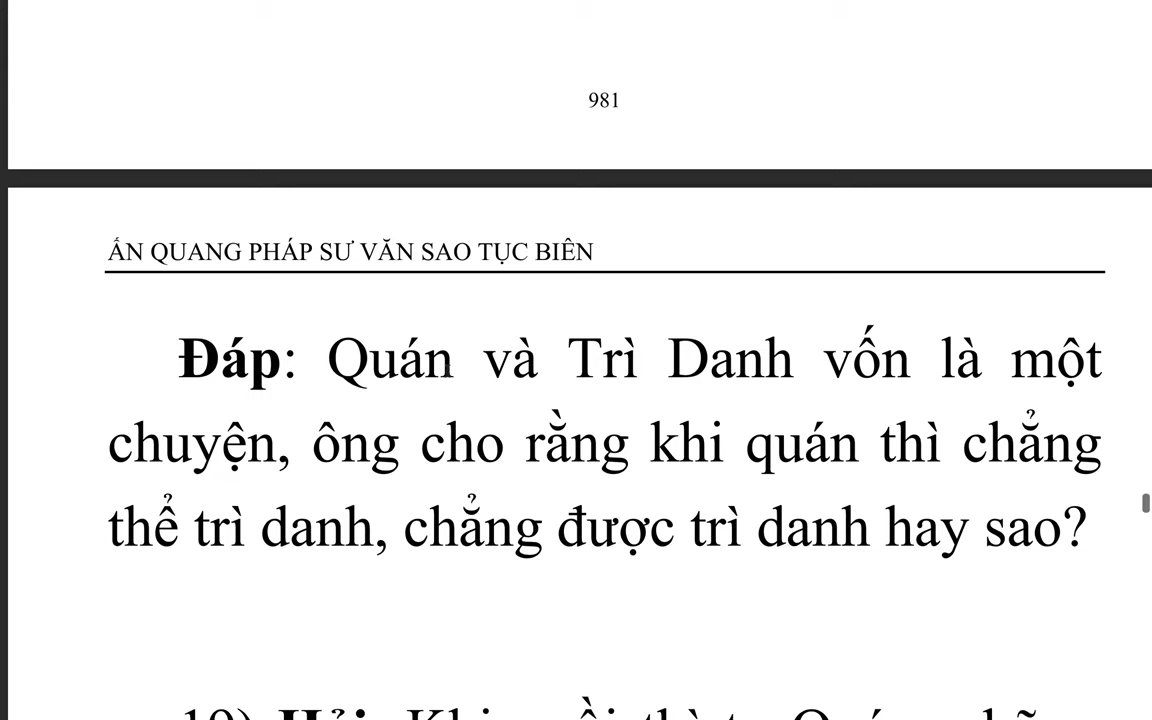 981
ẤN QUANG PHÁP SƯ VĂN SAO TỤC BIÊN
Đáp: Quán và Trì Danh vốn là một
chuyện, ông cho rằng khi quán thì chẳng
thể trì danh, chẳng được trì danh hay sao?